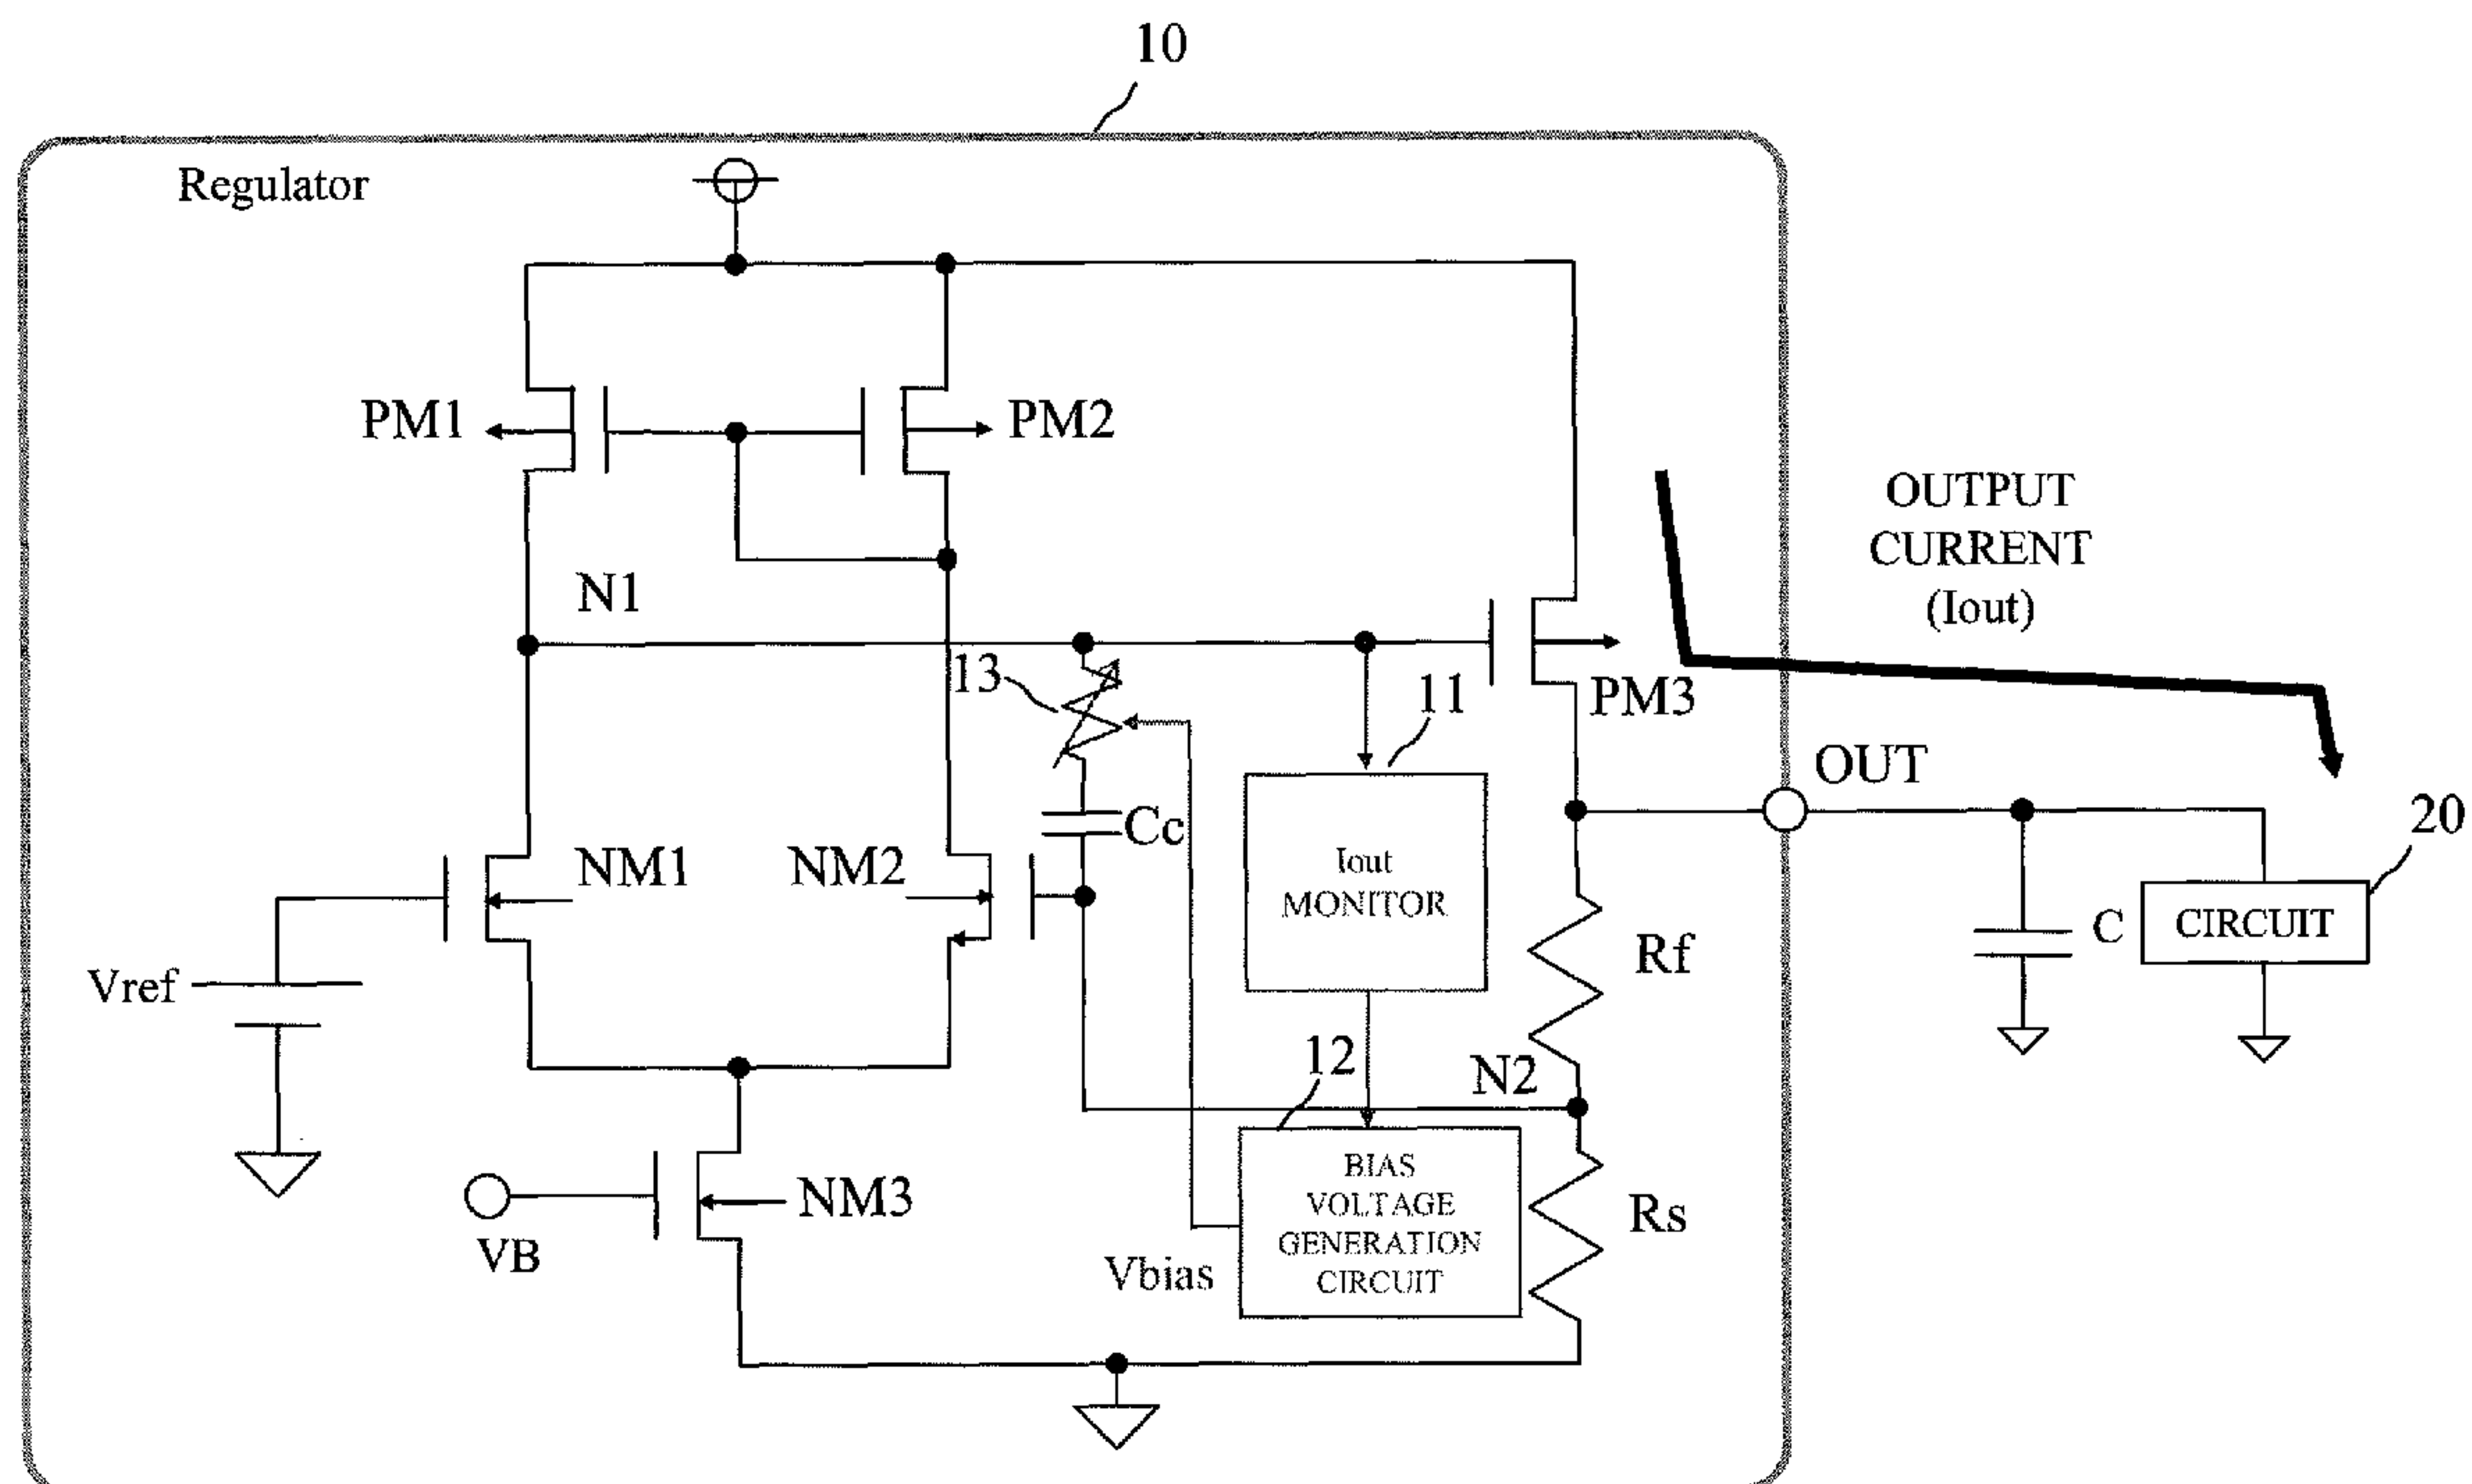 10
Regulator
PM1
PM2
OUTPUT
CURRENT
(Iout)
N1
13
11
PM3
OUT
20
Cc
NM1
NM2
Iout
MONITOR
C
CIRCUIT
Rf
Vref
12
N2
BIAS
VOLTAGE
GENERATION
CIRCUIT
NM3
Rs
VB
Vbias